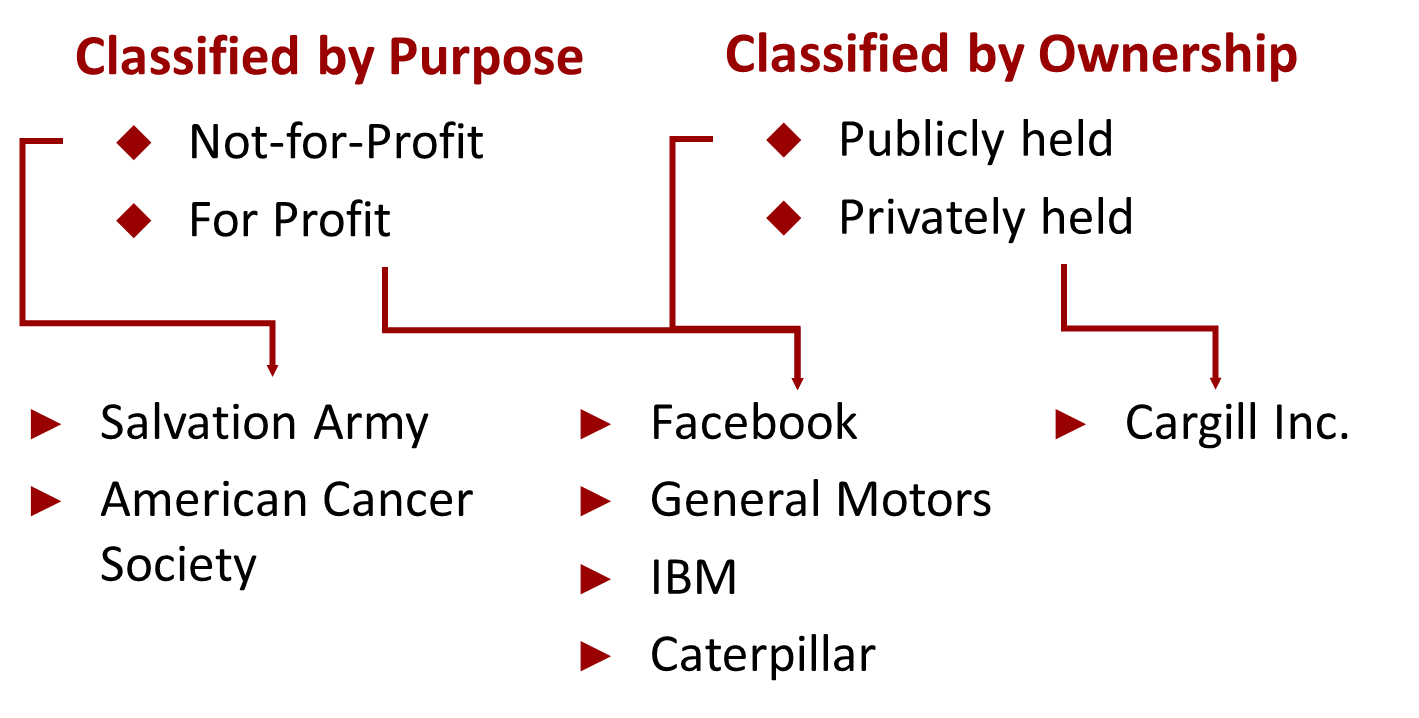 Classified by Purpose
Not-for-Profit
For Profit
Classified by Ownership
Publicly held
Privately held
Salvation Army
American Cancer
Society
Facebook
General Motors
IBM
Caterpillar
Cargill Inc.